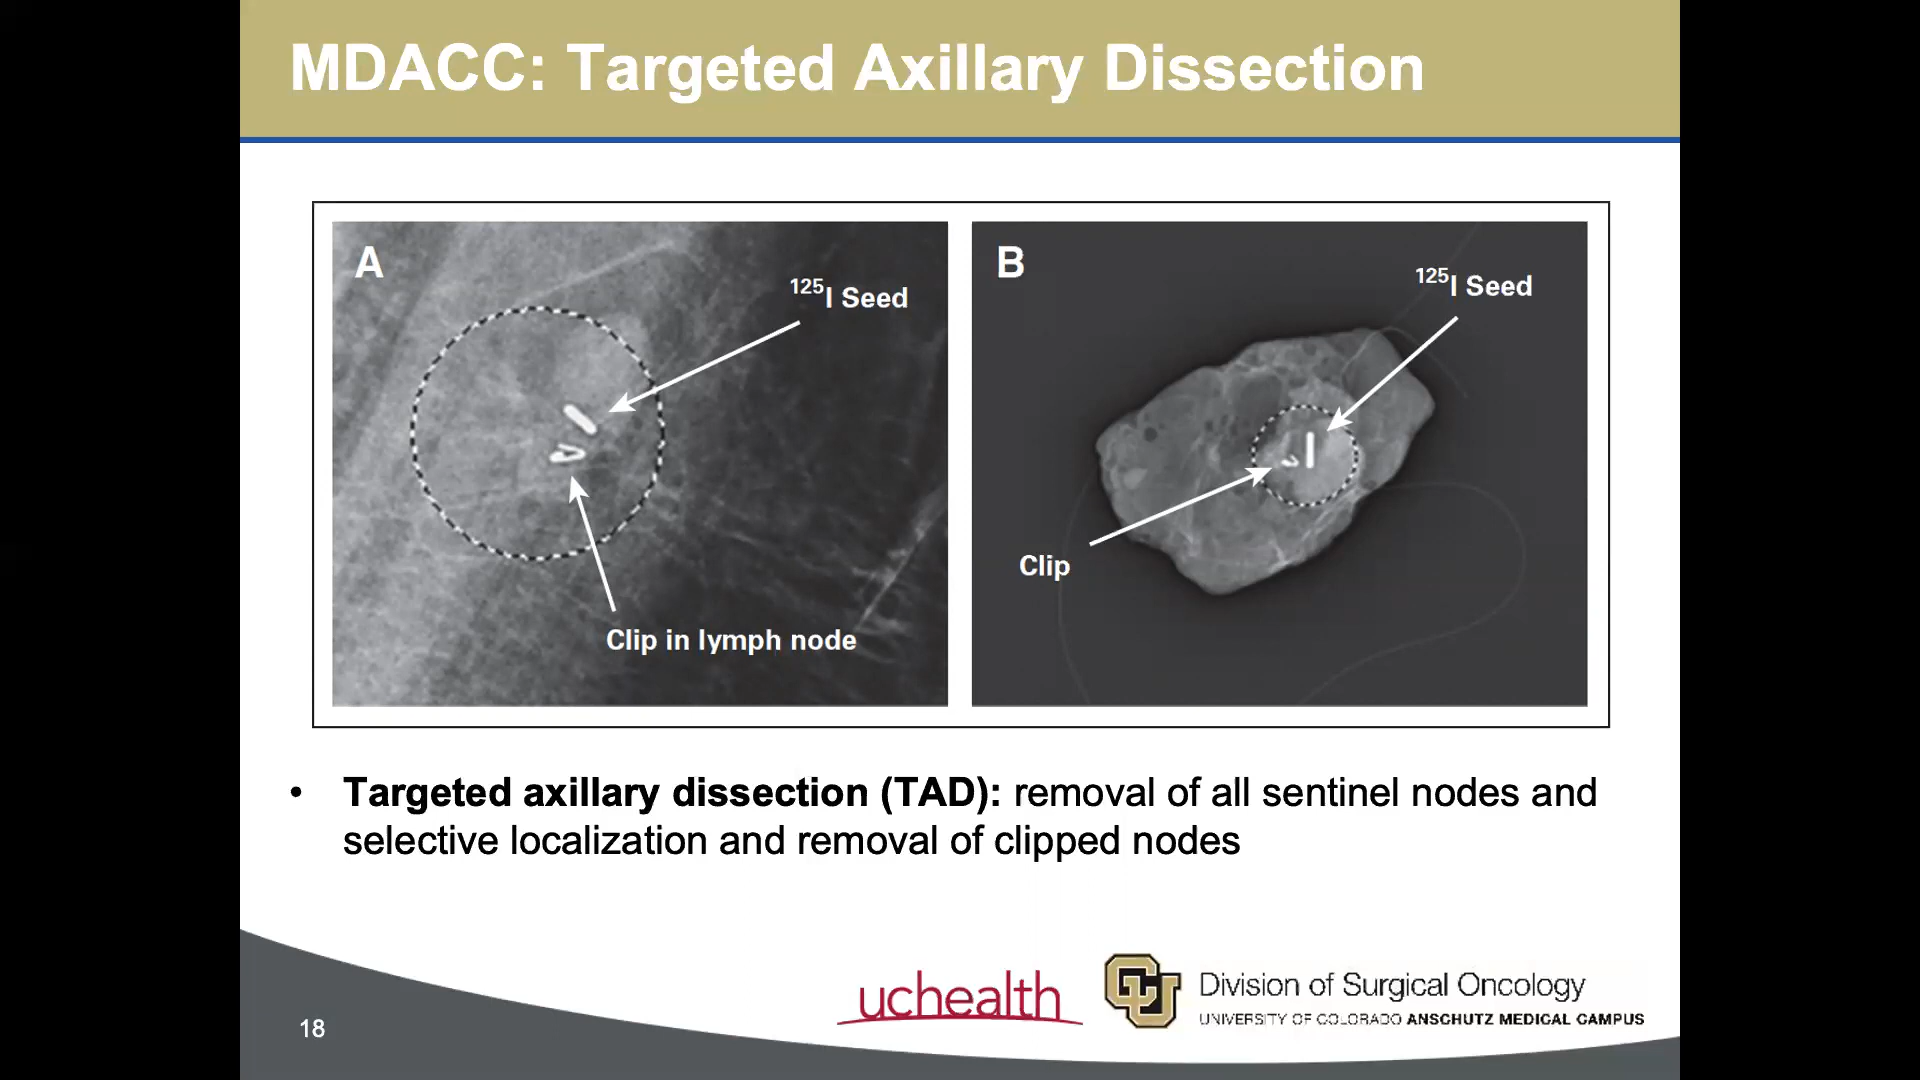 MDACC: Targeted Axillary Dissection
A
125I Seed
Clip in lymph node
B
125I Seed
Clip
• Targeted axillary dissection (TAD): removal of all sentinel nodes and
selective localization and removal of clipped nodes
18
uchealth
CU
Division of Surgical Oncology
UNIVERSITY OF COLORADO ANSCHUTZ MEDICAL CAMPUS